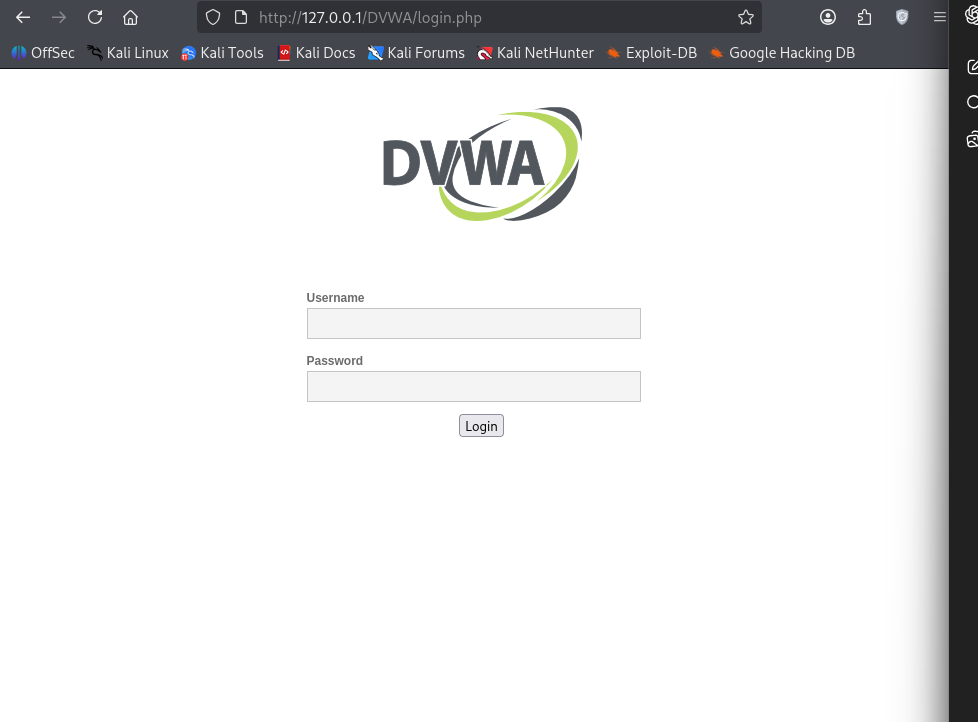 http://127.0.0.1/DVWA/login.php
OffSec Kali Linux Kali Tools Kali Docs Kali Forums Kali NetHunter Exploit-DB Google Hacking DB
DVWA
Username
Password
Login